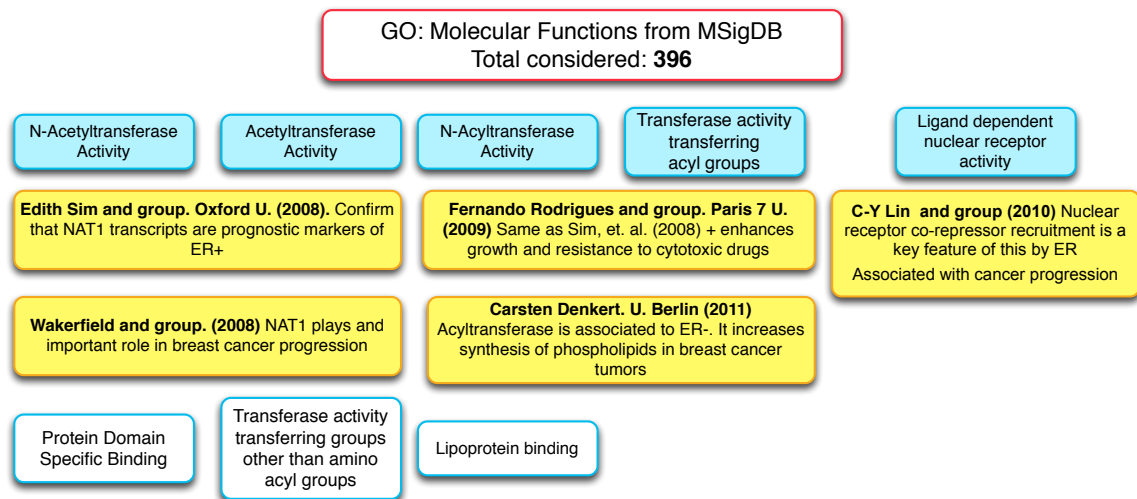 GO: Molecular Functions from MSigDB
Total considered: 396
N-Acetyltransferase
Activity
Acetyltransferase
Activity
N-Acyltransferase
Activity
Transferase activity
transferring
acyl groups
Ligand dependent
nuclear receptor
activity
Edith Sim and group. Oxford U. (2008). Confirm
that NAT1 transcripts are prognostic markers of
ER+
Fernando Rodrigues and group. Paris 7 U.
(2009) Same as Sim, et. al. (2008) + enhances
growth and resistance to cytotoxic drugs
C-Y Lin and group (2010) Nuclear
receptor co-repressor recruitment is a
key feature of this by ER
Associated with cancer progression
Wakerfield and group. (2008) NAT1 plays and
important role in breast cancer progression
Carsten Denkert. U. Berlin (2011)
Acyltransferase is associated to ER-. It increases
synthesis of phospholipids in breast cancer
tumors
Protein Domain
Specific Binding
Transferase activity
transferring groups
other than amino
acyl groups
Lipoprotein binding